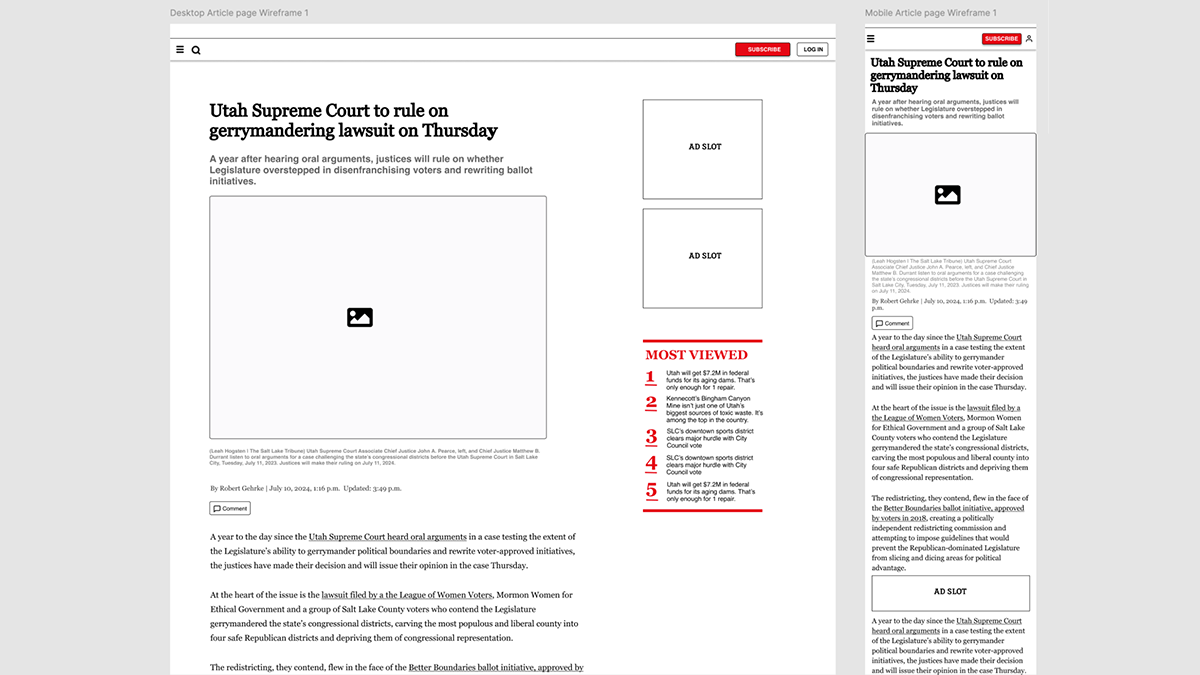 Desktop Article page Wireframe 1
SUBSCRIBE
LOG IN
Utah Supreme Court to rule on
gerrymandering lawsuit on Thursday
A year after hearing oral arguments, justices will rule on whether
Legislature overstepped in disenfranchising voters and rewriting ballot
initiatives.
(Leah Hogsten | The Salt Lake Tribune) Utah Supreme Court Associate Chief Justice John A. Pearce, left, and Chief Justice Matthew B.
Durrant listen to oral arguments for a case challenging the state's congressional districts before the Utah Supreme Court in Salt Lake
City, Tuesday, July 11, 2023. Justices will make their ruling on July 11, 2024.
By Robert Gehrke | July 10, 2024, 1:16 p.m. Updated: 3:49 p.m.
Comment
A year to the day since the Utah Supreme Court heard oral arguments in a case testing the extent of
the Legislature's ability to gerrymander political boundaries and rewrite voter-approved initiatives,
the justices have made their decision and will issue their opinion in the case Thursday.
At the heart of the issue is the lawsuit filed by a the League of Women Voters, Mormon Women for
Ethical Government and a group of Salt Lake County voters who contend the Legislature
gerrymandered the state's congressional districts, carving the most populous and liberal county into
four safe Republican districts and depriving them of congressional representation.
The redistricting, they contend, flew in the face of the Better Boundaries ballot initiative, approved by
AD SLOT
AD SLOT
MOST VIEWED
1 Utah will get $7.2M in federal
funds for its aging dams. That's
only enough for 1 repair.
2 Kennecott's Bingham Canyon
Mine isn't just one of Utah's
biggest sources of toxic waste. It's
among the top in the country.
3 SLC's downtown sports district
clears major hurdle with City
Council vote
4 SLC's downtown sports district
clears major hurdle with City
Council vote
5 Utah will get $7.2M in federal
funds for its aging dams. That's
only enough for 1 repair.
Mobile Article page Wireframe 1
SUBSCRIBE
Utah Supreme Court to rule on
gerrymandering lawsuit on
Thursday
A year after hearing oral arguments, justices will
rule on whether Legislature overstepped in
disenfranchising voters and rewriting ballot
initiatives.
(Leah Hogsten | The Salt Lake Tribune) Utah Supreme Court
Associate Chief Justice John A. Pearce, left, and Chief Justice
Matthew B. Durrant listen to oral arguments for a case challenging
the state's congressional districts before the Utah Supreme Court in
Salt Lake City, Tuesday, July 11, 2023. Justices will make their ruling
on July 11, 2024.
By Robert Gehrke | July 10, 2024, 1:16 p.m. Updated: 3:49
p.m.
Comment
A year to the day since the Utah Supreme Court
heard oral arguments in a case testing the extent
of the Legislature's ability to gerrymander
political boundaries and rewrite voter-approved
initiatives, the justices have made their decision
and will issue their opinion in the case Thursday.
At the heart of the issue is the lawsuit filed by a
the League of Women Voters, Mormon Women
for Ethical Government and a group of Salt Lake
County voters who contend the Legislature
gerrymandered the state's congressional districts,
carving the most populous and liberal county into
four safe Republican districts and depriving them
of congressional representation.
The redistricting, they contend, flew in the face of
the Better Boundaries ballot initiative, approved
by voters in 2018, creating a politically
independent redistricting commission and
attempting to impose guidelines that would
prevent the Republican-dominated Legislature
from slicing and dicing areas for political
advantage.
AD SLOT
A year to the day since the Utah Supreme Court
heard oral arguments in a case testing the extent
of the Legislature's ability to gerrymander
political boundaries and rewrite voter-approved
initiatives, the justices have made their decision
and will issue their opinion in the case Thursday.